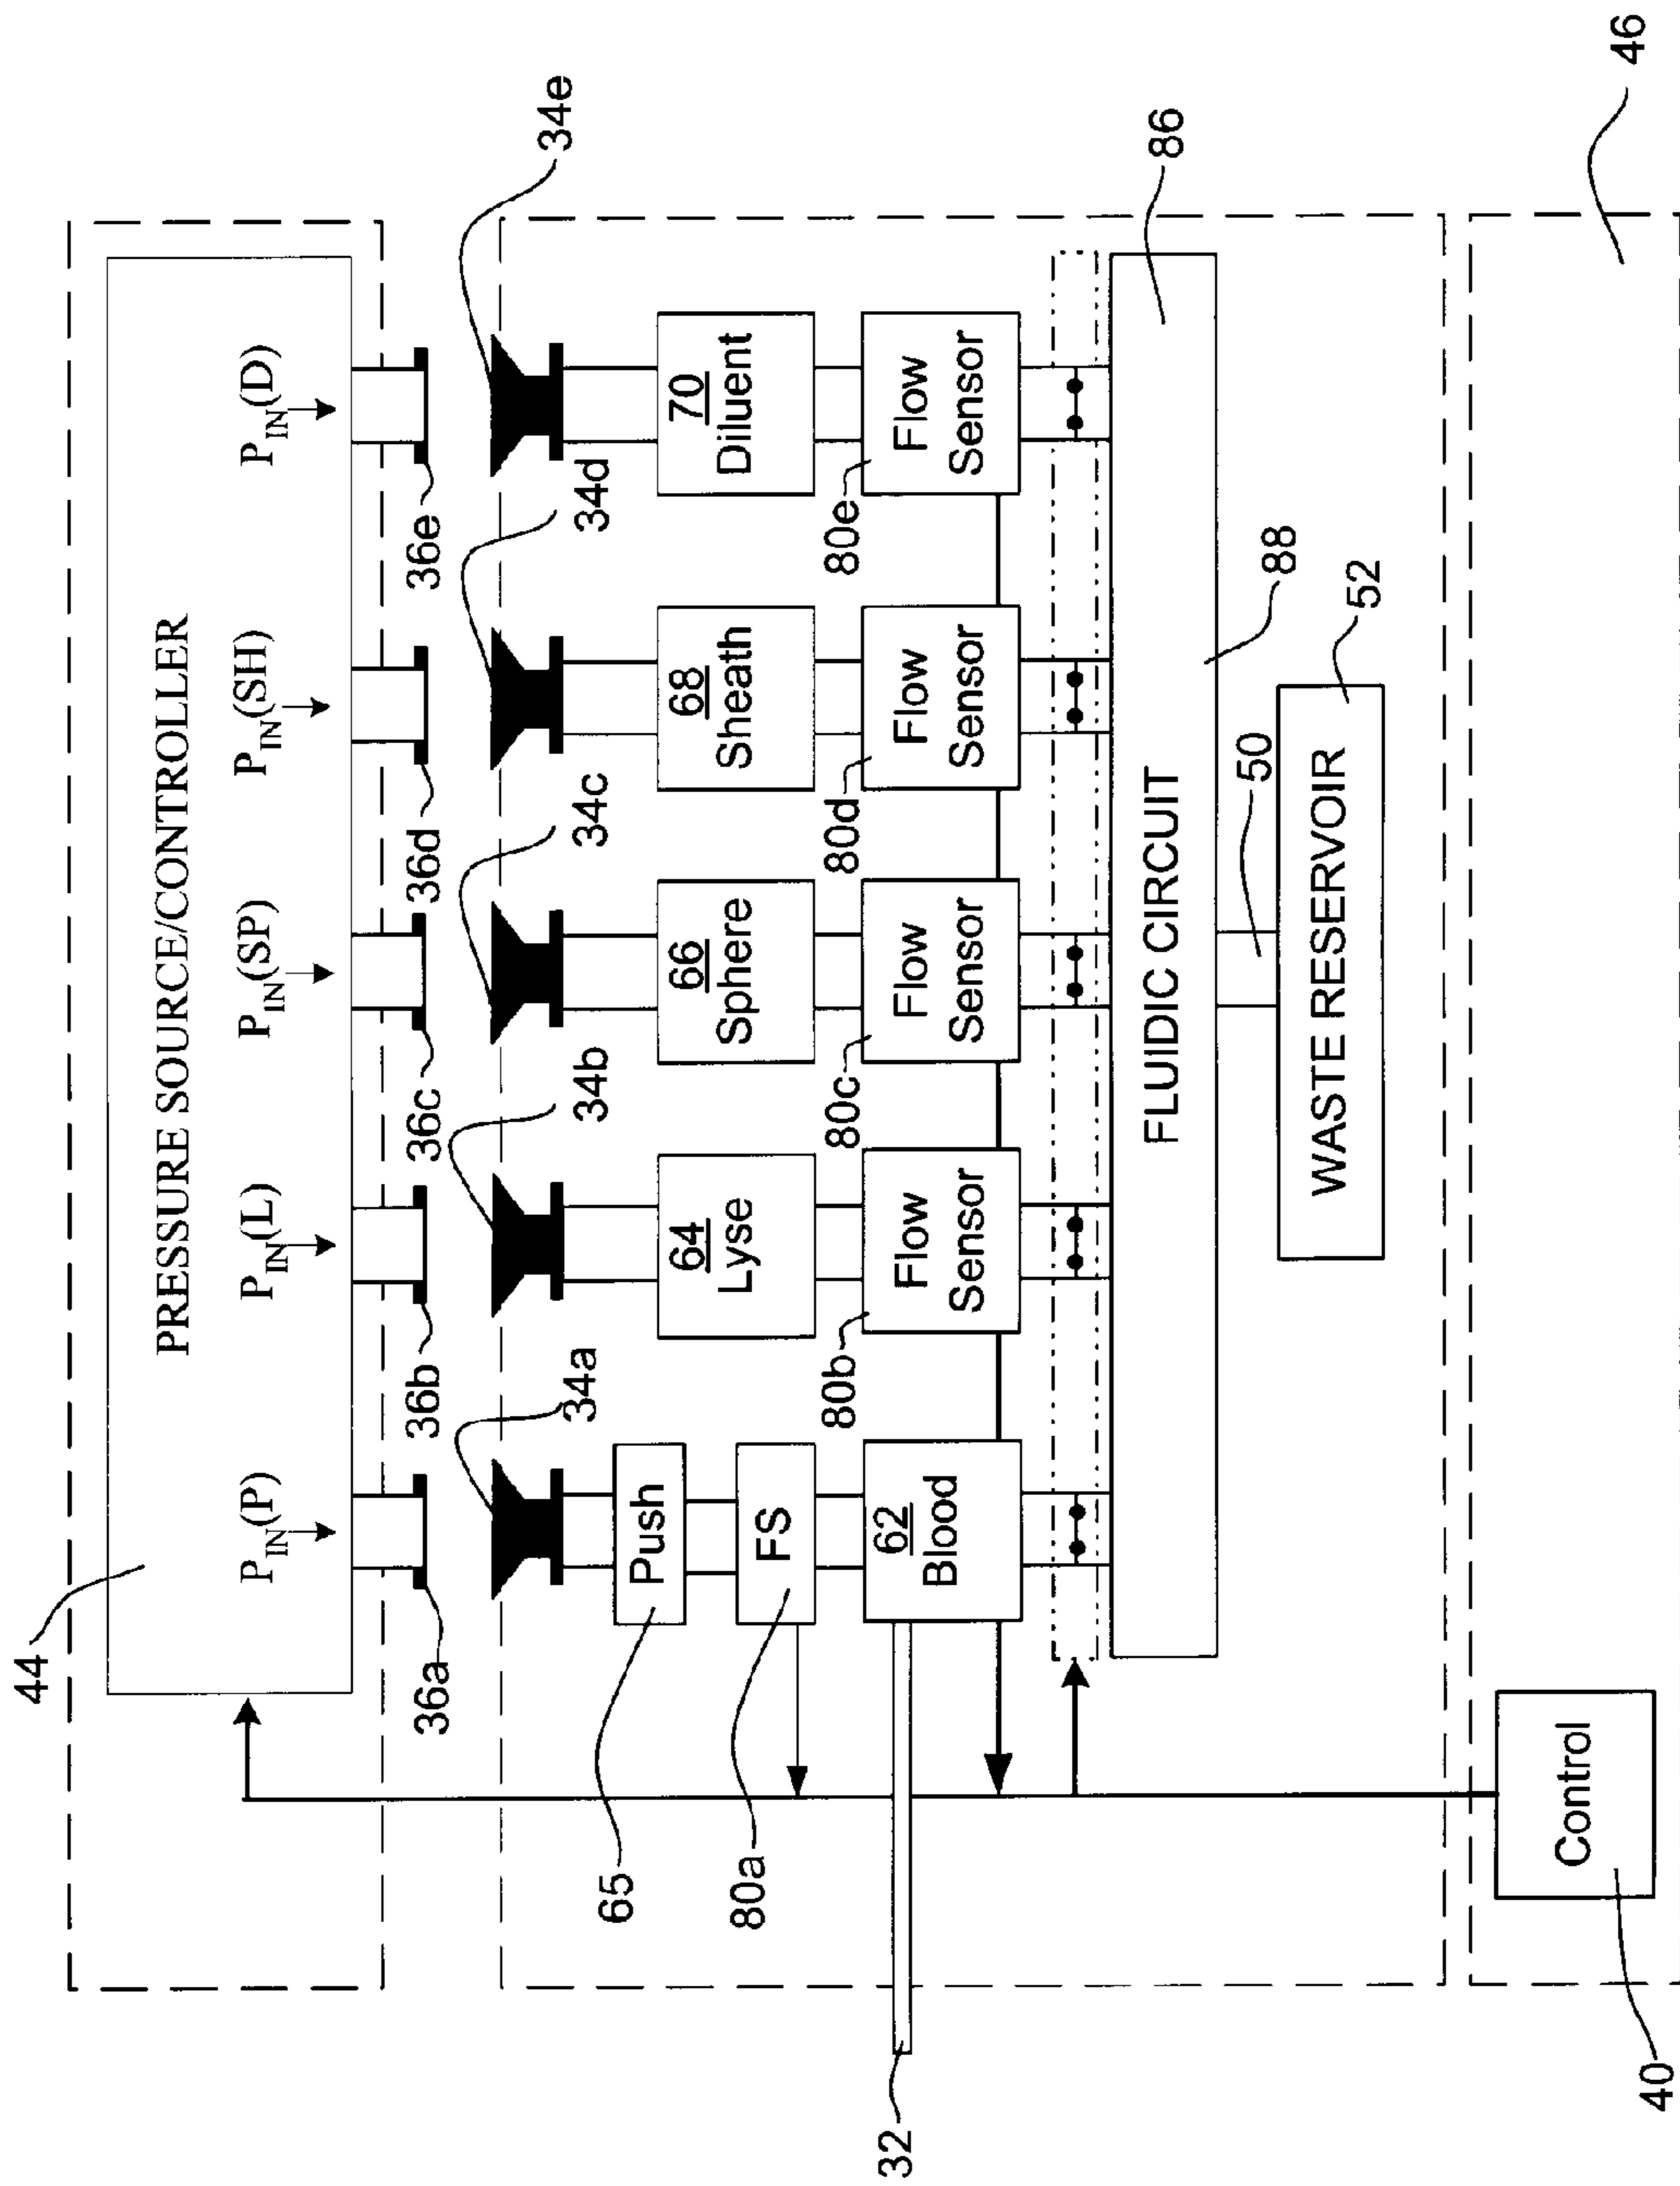 44
PRESSURE SOURCE/CONTROLLER
P_IN(P)
P_IN(L)
P_IN(SP)
P_IN(SH)
P_IN(D)
36a
36b
36c
36d
36e
34a
34b
34c
34d
34e
65
Push
64
Lyse
66
Sphere
68
Sheath
70
Diluent
80a
FS
32
62
Blood
80b
Flow
Sensor
80c
Flow
Sensor
80d
Flow
Sensor
80e
Flow
Sensor
FLUIDIC CIRCUIT
86
88
50
WASTE RESERVOIR
52
Control
40
46